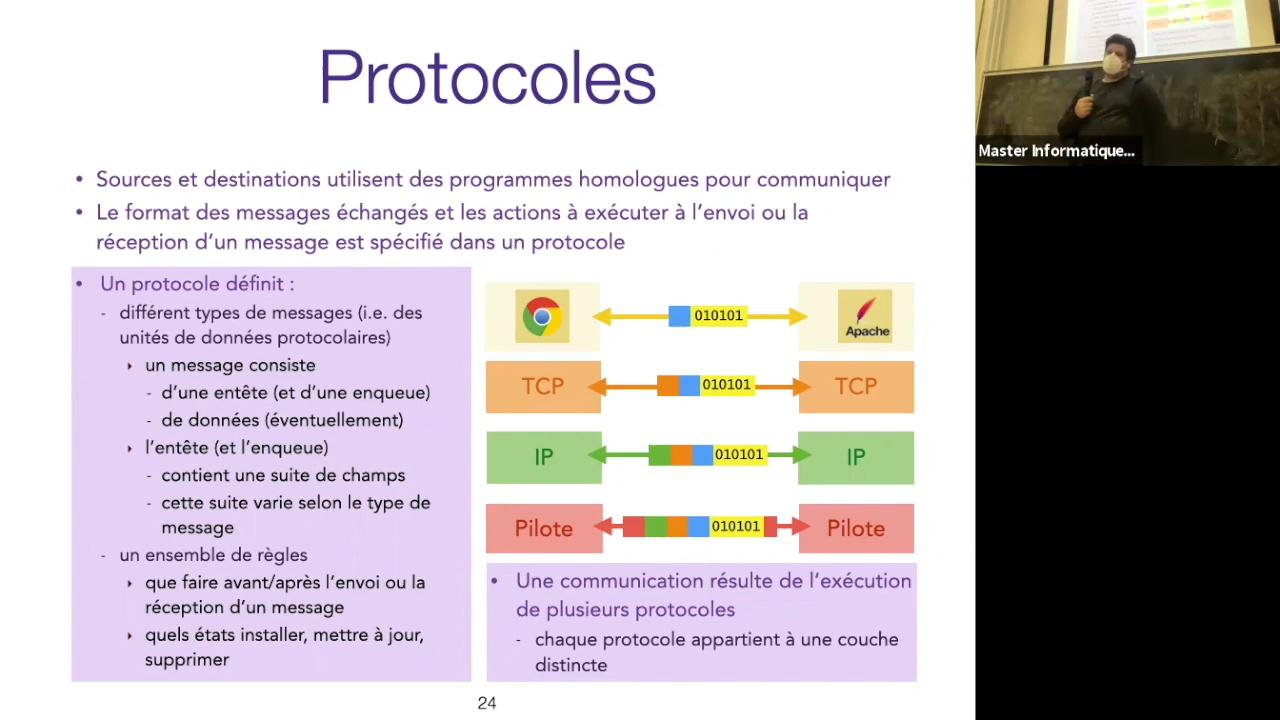 Protocoles
• Sources et destinations utilisent des programmes homologues pour communiquer
• Le format des messages échangés et les actions à exécuter à l'envoi ou la
réception d'un message est spécifié dans un protocole
• Un protocole définit :
- différent types de messages (i.e. des
unités de données protocolaires)
‣ un message consiste
- d'une entête (et d'une enqueue)
- de données (éventuellement)
‣ l'entête (et l'enqueue)
- contient une suite de champs
- cette suite varie selon le type de
message
- un ensemble de règles
‣ que faire avant/après l'envoi ou la
réception d'un message
‣ quels états installer, mettre à jour,
supprimer
010101
Apache
TCP
010101
TCP
IP
010101
IP
Pilote
010101
Pilote
• Une communication résulte de l'exécution
de plusieurs protocoles
- chaque protocole appartient à une couche
distincte
24
Master Informatique...